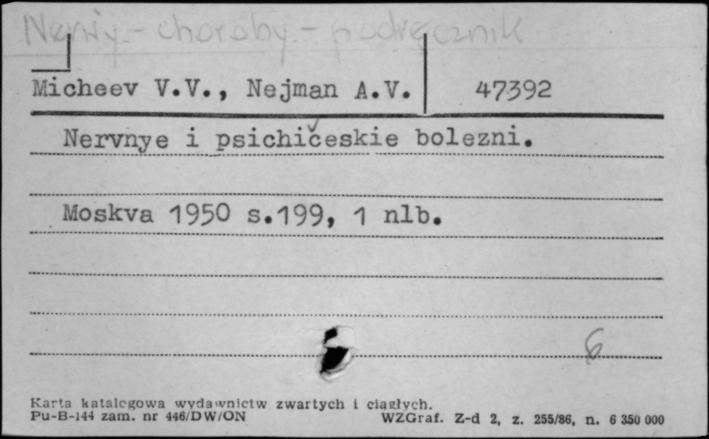 Nerwy - choroby - podręcznik
Micheev V.V., Nejman A.V. 47392
Nervnye i psichičeskie bolezni.
Moskva 1950 s.199, 1 nlb.
6
Karta katalogowa wydawnictw zwartych i ciągłych.
Pu-B-144 zam. nr 446/DW/ON WZGraf. Z-d 2, z. 255/86, n. 6 350 000